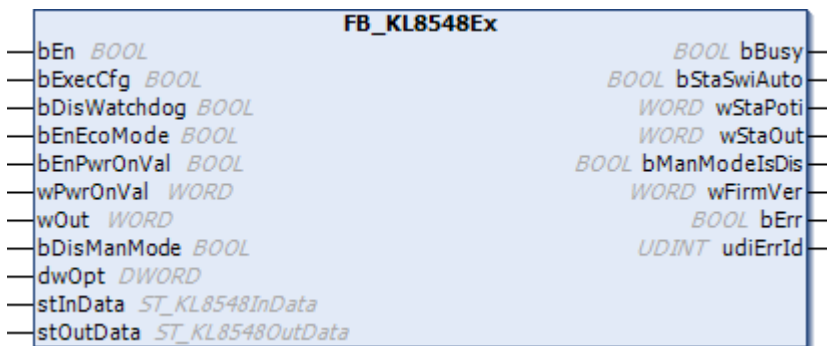 FB_KL8548Ex
bEn BOOL BOOL bBusy
bExecCfg BOOL BOOL bStaSwiAuto
bDisWatchdog BOOL WORD wStaPoti
bEnEcoMode BOOL WORD wStaOut
bEnPwrOnVal BOOL BOOL bManModeIsDis
wPwrOnVal WORD WORD wFirmVer
wOut WORD BOOL bErr
bDisManMode BOOL UDINT udiErrId
dwOpt DWORD
stInData ST_KL8548InData
stOutData ST_KL8548OutData